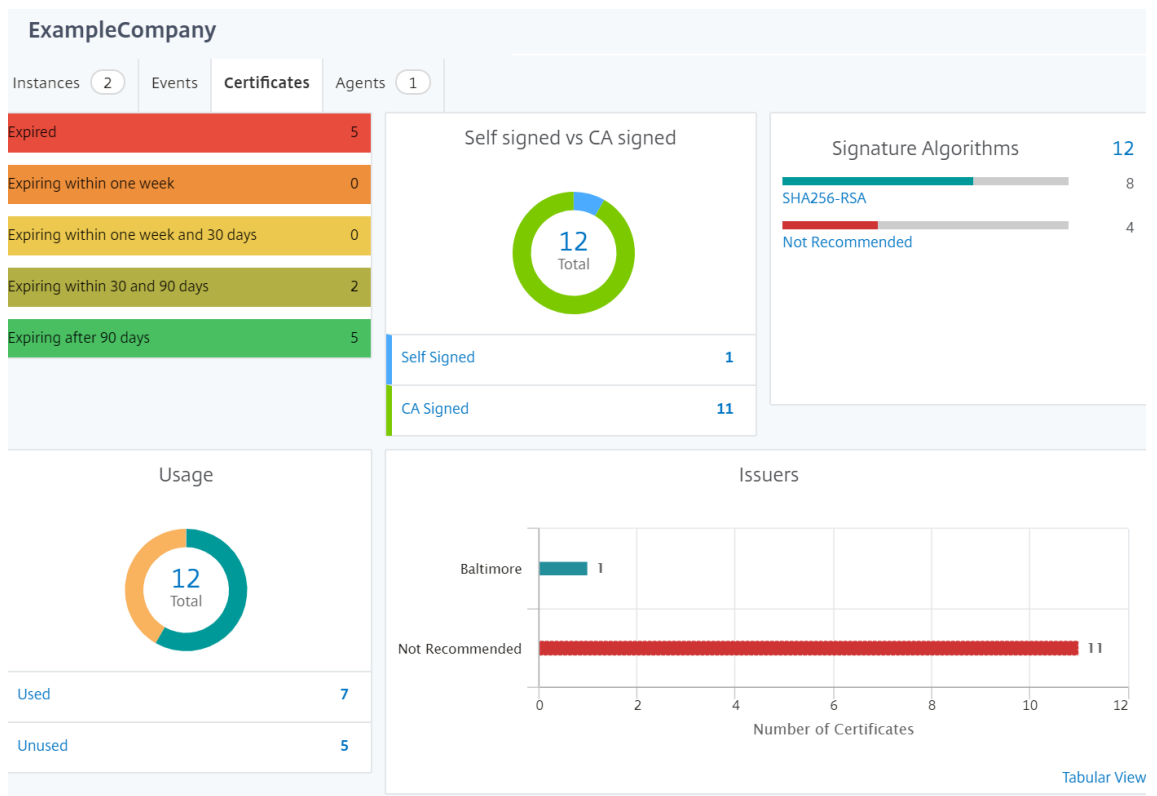 ExampleCompany
Instances 2 Events Certificates Agents 1
Expired 5
Expiring within one week 0
Expiring within one week and 30 days 0
Expiring within 30 and 90 days 2
Expiring after 90 days 5
Self signed vs CA signed
12
Total
Self Signed 1
CA Signed 11
Signature Algorithms 12
8
SHA256-RSA
4
Not Recommended
Usage
12
Total
Used 7
Unused 5
Issuers
Baltimore 1
Not Recommended 11
0 2 4 6 8 10 12
Number of Certificates
Tabular View